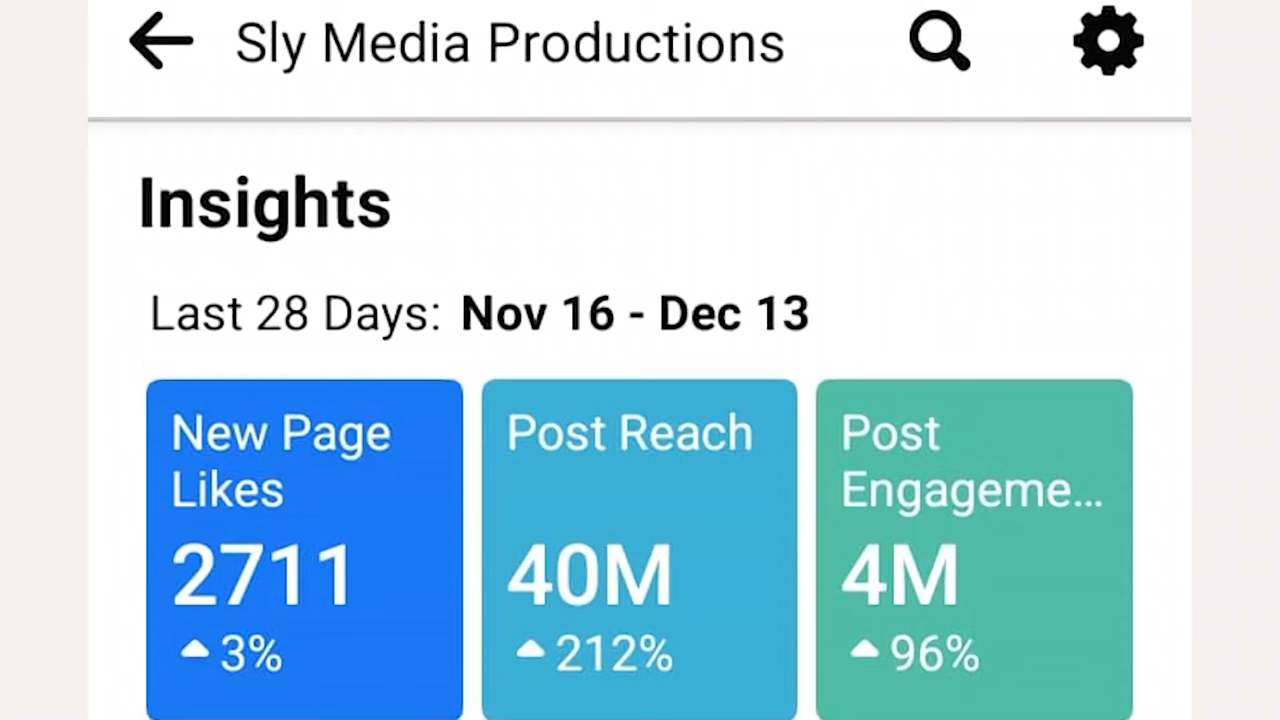 Sly Media Productions
Insights
Last 28 Days: Nov 16 - Dec 13
New Page
Likes
2711
3%
Post Reach
40M
212%
Post
Engageme...
4M
96%